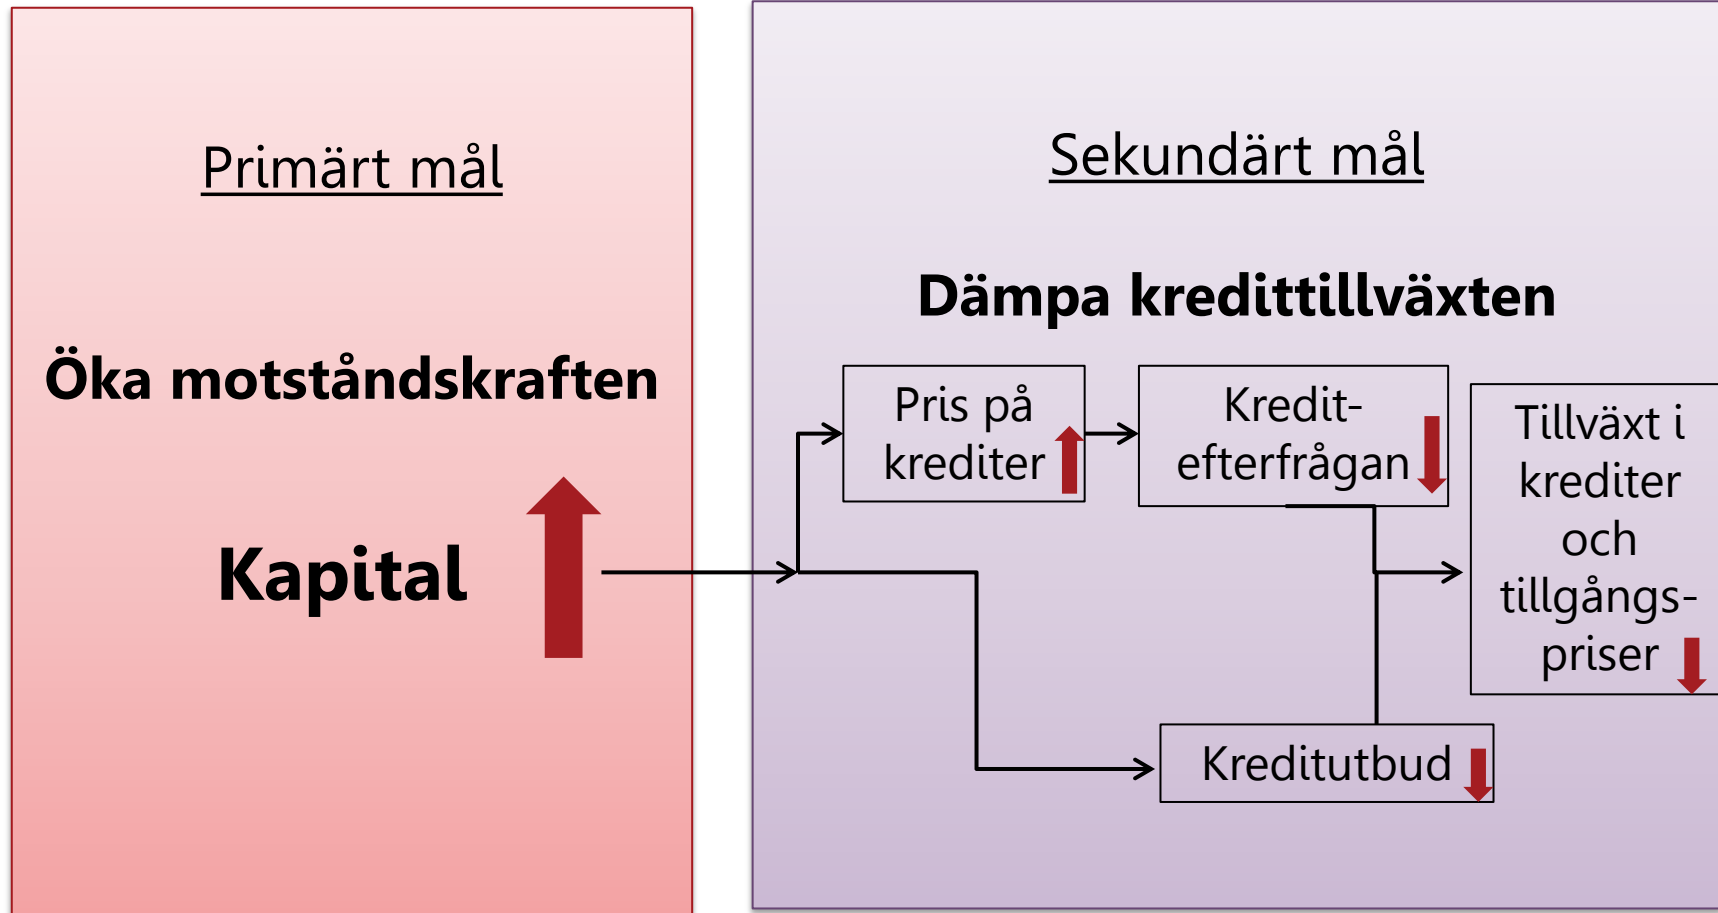 Primärt mål
Öka motståndskraften
Kapital
Sekundärt mål
Dämpa kredittillväxten
Pris på
krediter
Kredit-
efterfrågan
Tillväxt i
krediter
och
tillgångs-
priser
Kreditutbud